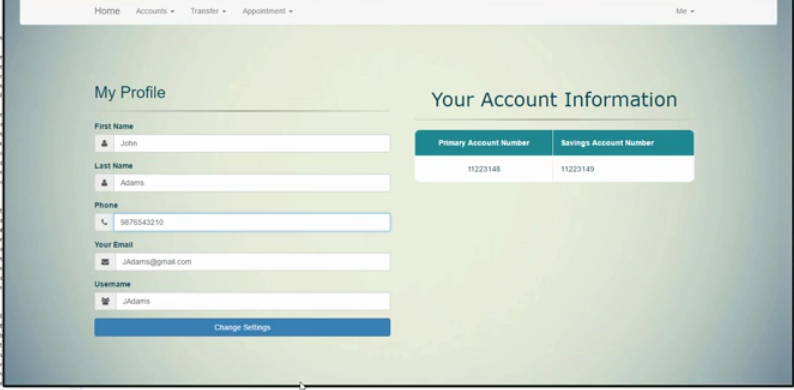 Home Accounts Transfer Appointment Me
My Profile
First Name
John
Last Name
Adams
Phone
9876543210
Your Email
JAdams@gmail.com
Username
JAdams
Change Settings
Your Account Information
Primary Account Number Savings Account Number
11223148 11223149